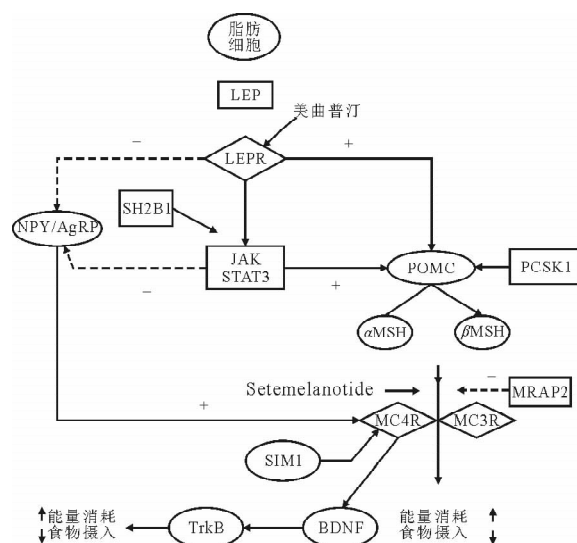 脂肪
细胞
LEP
美曲普汀
−
LEPR
+
SH2B1
NPY/AgRP
JAK
STAT3
POMC
PCSK1
−
+
αMSH
βMSH
Setemelanotide
−
MRAP2
+
MC4R
MC3R
SIM1
能量消耗
食物摄入
TrkB
BDNF
能量消耗
食物摄入